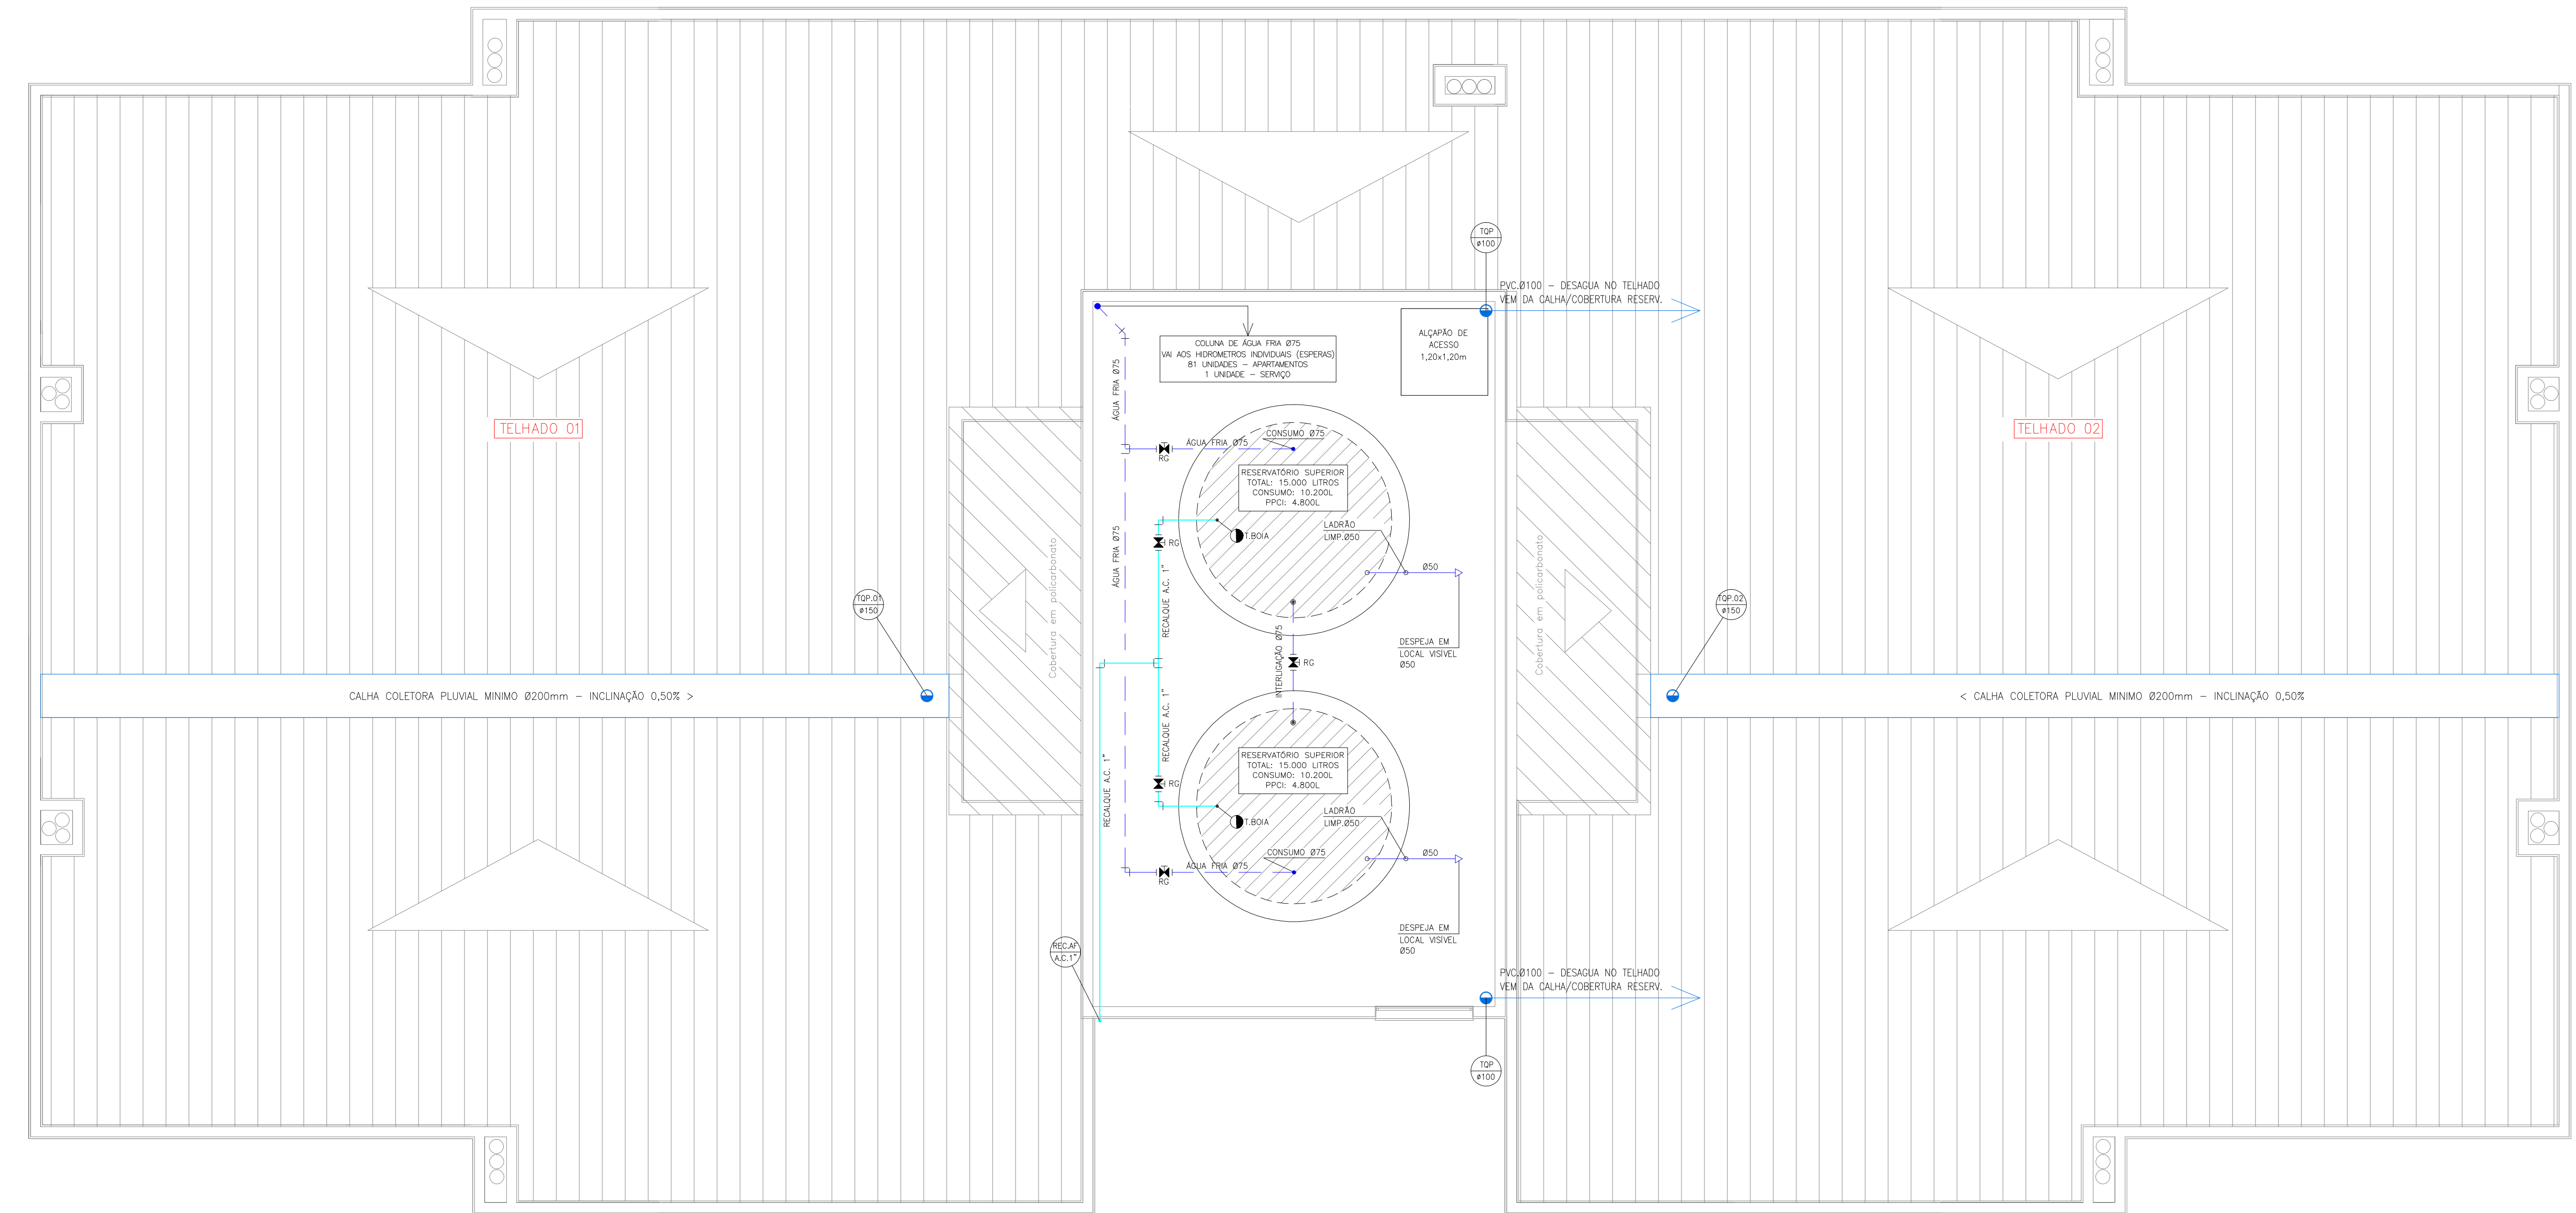 TQP
ø100
PVC.Ø100 – DESAGUA NO TELHADO
VEM DA CALHA/COBERTURA RESERV.
ALÇAPÃO DE
ACESSO
1,20x1,20m
COLUNA DE ÁGUA FRIA Ø75
VAI AOS HIDROMETROS INDIVIDUAIS (ESPERAS)
81 UNIDADES – APARTAMENTOS
1 UNIDADE – SERVIÇO
ÁGUA FRIA Ø75
TELHADO 01
TELHADO 02
CONSUMO Ø75
ÁGUA FRIA Ø75
RG
RESERVATÓRIO SUPERIOR
TOTAL: 15.000 LITROS
CONSUMO: 10.200L
PPCI: 4.800L
LADRÃO
LIMP.Ø50
T.BOIA
RG
ÁGUA FRIA Ø75
Cobertura em policarbonato
Cobertura em policarbonato
RECALQUE A.C. 1"
Ø50
TQP.01
ø150
TQP.02
ø150
DESPEJA EM
LOCAL VISÍVEL
Ø50
INTERLIGAÇÃO Ø75
RG
CALHA COLETORA PLUVIAL MINIMO Ø200mm – INCLINAÇÃO 0,50% >
< CALHA COLETORA PLUVIAL MINIMO Ø200mm – INCLINAÇÃO 0,50%
RECALQUE A.C. 1"
RECALQUE A.C. 1"
RESERVATÓRIO SUPERIOR
TOTAL: 15.000 LITROS
CONSUMO: 10.200L
PPCI: 4.800L
RG
LADRÃO
LIMP.Ø50
T.BOIA
CONSUMO Ø75
Ø50
ÁGUA FRIA Ø75
RG
DESPEJA EM
LOCAL VISÍVEL
Ø50
REC.AF
A.C.1"
PVC.Ø100 – DESAGUA NO TELHADO
VEM DA CALHA/COBERTURA RESERV.
TQP
ø100